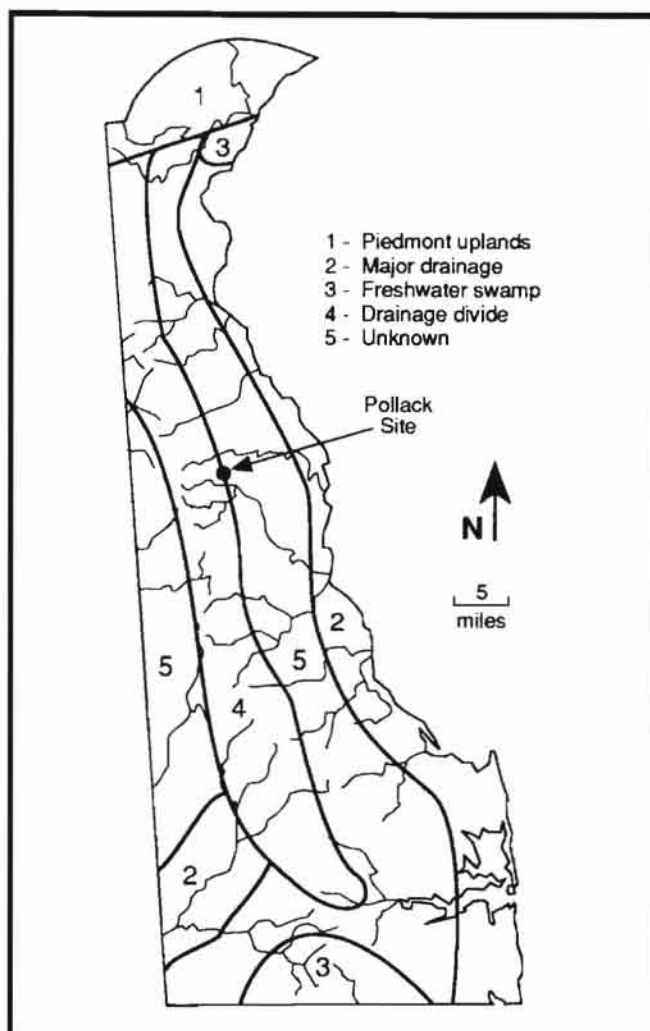 1
3
1 - Piedmont uplands
2 - Major drainage
3 - Freshwater swamp
4 - Drainage divide
5 - Unknown
Pollack
Site
N
5
miles
2
5
5
4
2
3